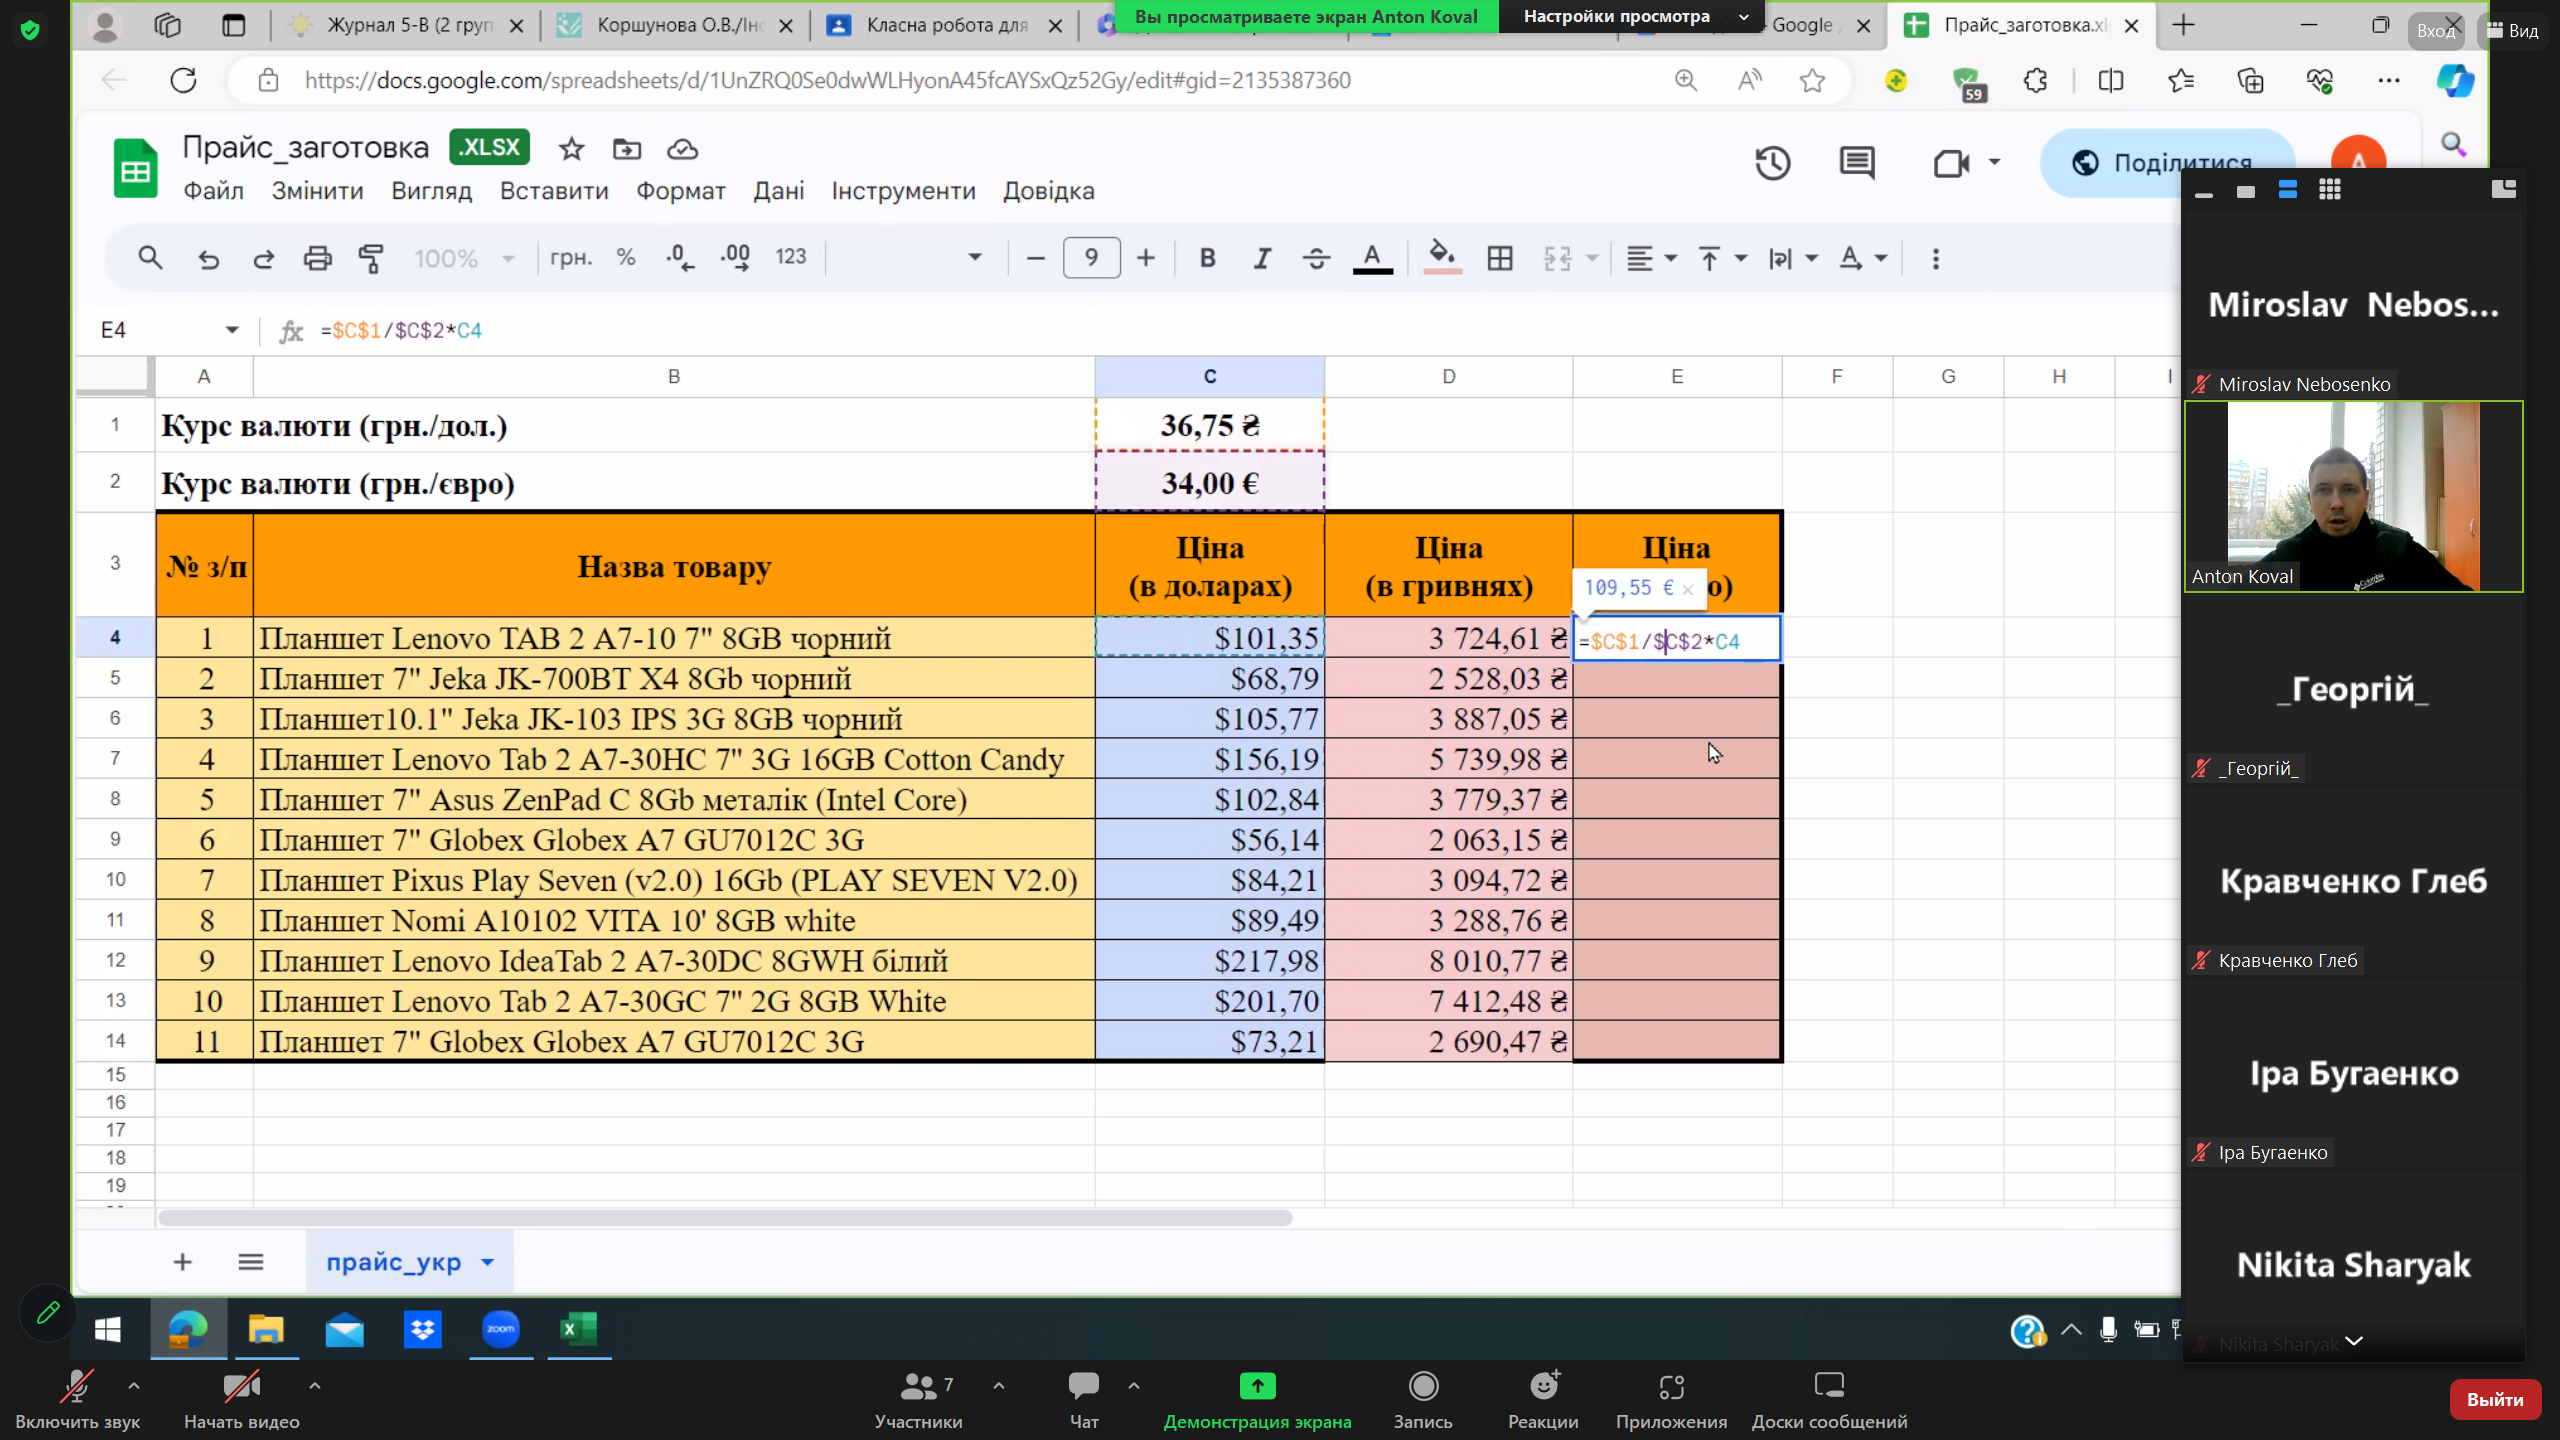 Вы просматриваете экран Anton Koval
Настройки просмотра
Журнал 5-В (2 груп
Коршунова О.В./Інс
Класна робота для
- Google
Прайс_заготовка.xl
Вход
Вид
https://docs.google.com/spreadsheets/d/1UnZRQ0Se0dwWLHyonA45fcAYSxQz52Gy/edit#gid=2135387360
59
Прайс_заготовка .XLSX
Поділитися
A
Файл Змінити Вигляд Вставити Формат Дані Інструменти Довідка
100% грн. % .0 .00 123 9 B I A
E4 fx =$C$1/$C$2*C4
A B C D E F G H I
1 Курс валюти (грн./дол.) 36,75 ₴
2 Курс валюти (грн./євро) 34,00 €
3 № з/п Назва товару Ціна (в доларах) Ціна (в гривнях) Ціна о)
109,55 € ×
4 1 Планшет Lenovo TAB 2 A7-10 7" 8GB чорний $101,35 3 724,61 ₴ =$C$1/$C$2*C4
5 2 Планшет 7" Jeka JK-700BT X4 8Gb чорний $68,79 2 528,03 ₴
6 3 Планшет10.1" Jeka JK-103 IPS 3G 8GB чорний $105,77 3 887,05 ₴
7 4 Планшет Lenovo Tab 2 A7-30HC 7" 3G 16GB Cotton Candy $156,19 5 739,98 ₴
8 5 Планшет 7" Asus ZenPad C 8Gb металік (Intel Core) $102,84 3 779,37 ₴
9 6 Планшет 7" Globex Globex A7 GU7012C 3G $56,14 2 063,15 ₴
10 7 Планшет Pixus Play Seven (v2.0) 16Gb (PLAY SEVEN V2.0) $84,21 3 094,72 ₴
11 8 Планшет Nomi A10102 VITA 10' 8GB white $89,49 3 288,76 ₴
12 9 Планшет Lenovo IdeaTab 2 A7-30DC 8GWH білий $217,98 8 010,77 ₴
13 10 Планшет Lenovo Tab 2 A7-30GC 7" 2G 8GB White $201,70 7 412,48 ₴
14 11 Планшет 7" Globex Globex A7 GU7012C 3G $73,21 2 690,47 ₴
15
16
17
18
19
прайс_укр
Miroslav Nebos...
Miroslav Nebosenko
Columbia
Anton Koval
_Георгій_
_Георгій_
Кравченко Глеб
Кравченко Глеб
Іра Бугаенко
Іра Бугаенко
Nikita Sharyak
Nikita Sharyak
zoom
Включить звук
Начать видео
Участники 7
Чат
Демонстрация экрана
Запись
Реакции
Приложения
Доски сообщений
Выйти